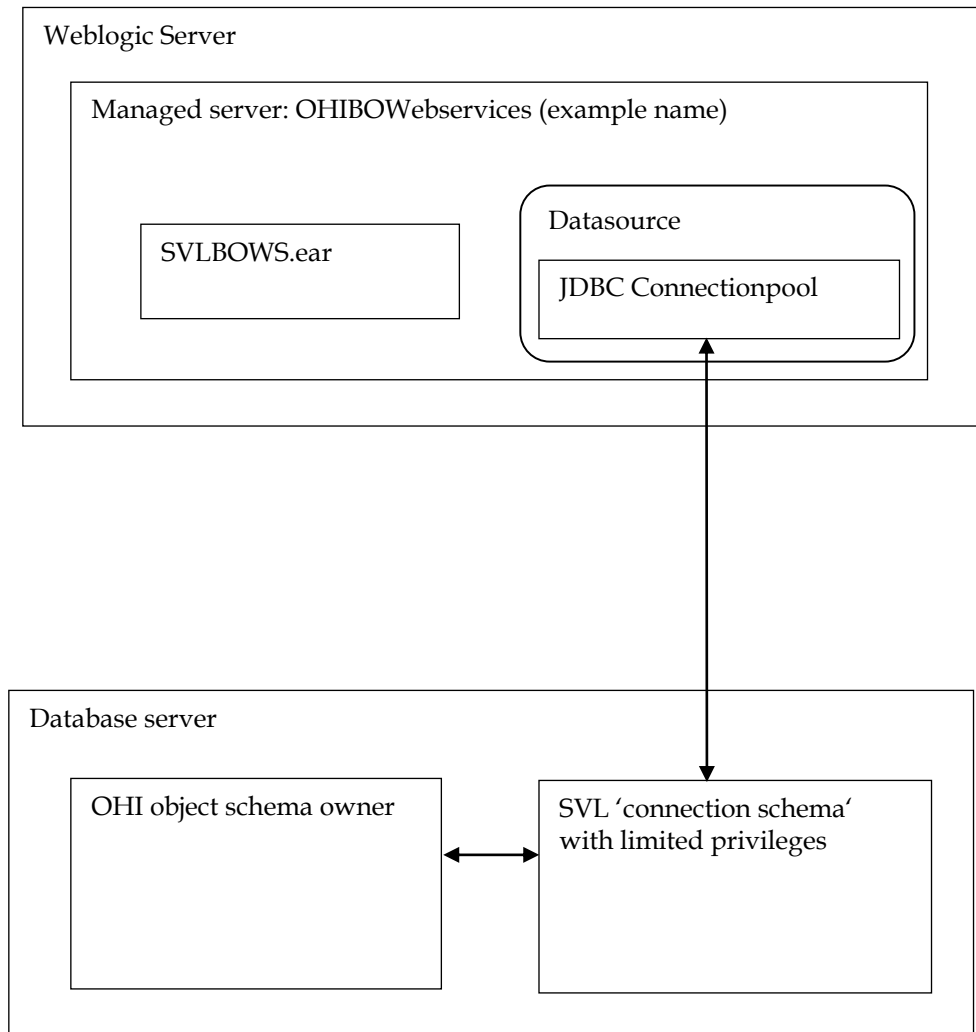 Weblogic Server
Managed server: OHIBOWebservices (example name)
SVLBOWS.ear
Datasource
JDBC Connectionpool
Database server
OHI object schema owner
SVL ‘connection schema‘
with limited privileges